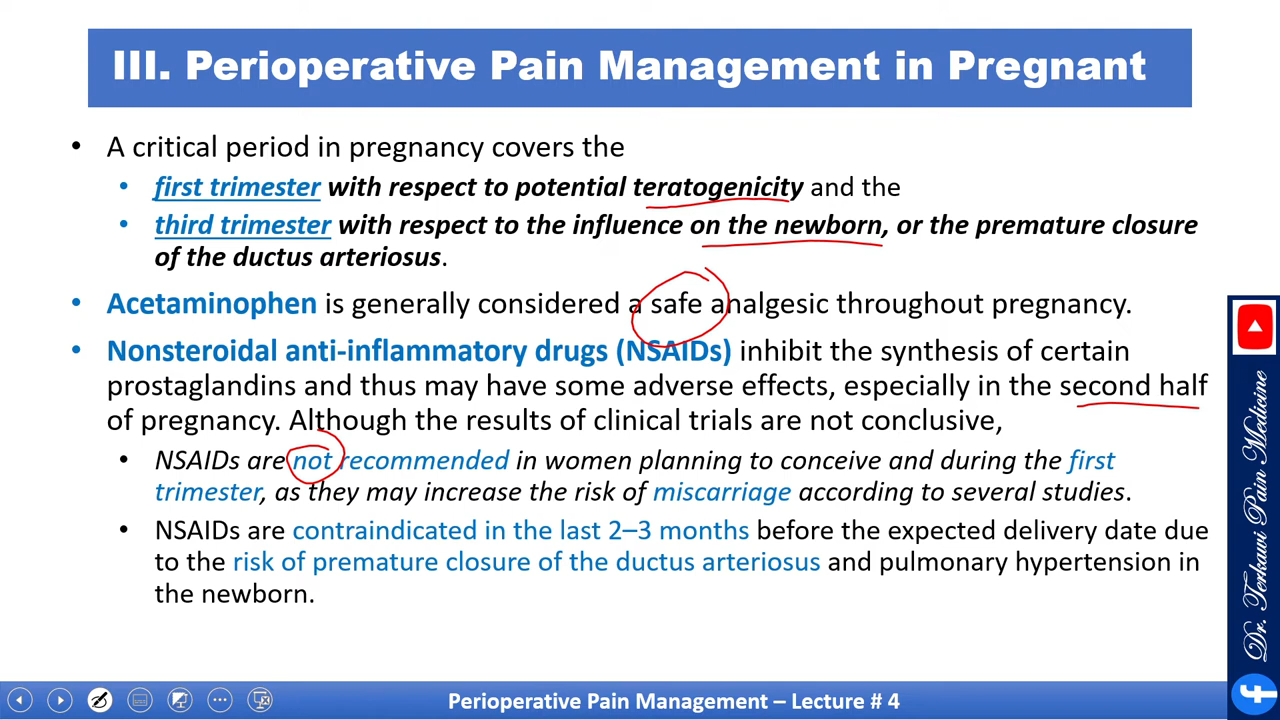 III. Perioperative Pain Management in Pregnant
• A critical period in pregnancy covers the
• first trimester with respect to potential teratogenicity and the
• third trimester with respect to the influence on the newborn, or the premature closure
of the ductus arteriosus.
• Acetaminophen is generally considered a safe analgesic throughout pregnancy.
• Nonsteroidal anti-inflammatory drugs (NSAIDs) inhibit the synthesis of certain
prostaglandins and thus may have some adverse effects, especially in the second half
of pregnancy. Although the results of clinical trials are not conclusive,
• NSAIDs are not recommended in women planning to conceive and during the first
trimester, as they may increase the risk of miscarriage according to several studies.
• NSAIDs are contraindicated in the last 2–3 months before the expected delivery date due
to the risk of premature closure of the ductus arteriosus and pulmonary hypertension in
the newborn.
Dr. Terkawi Pain Medicine
Perioperative Pain Management – Lecture # 4